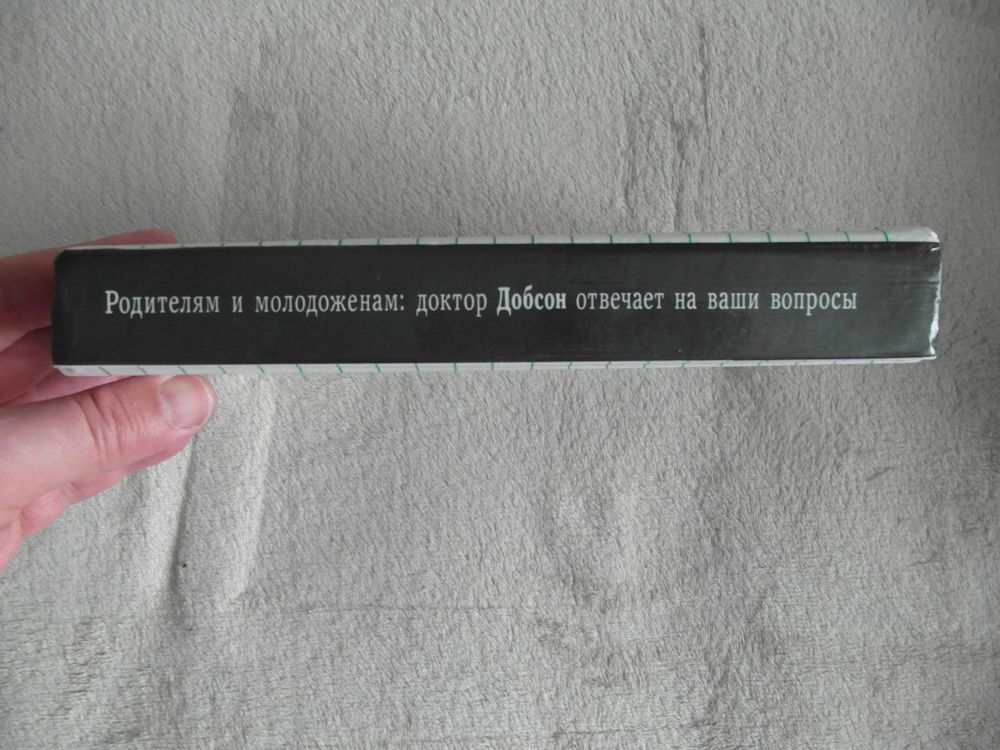 Родителям и молодоженам: доктор Добсон отвечает на ваши вопросы